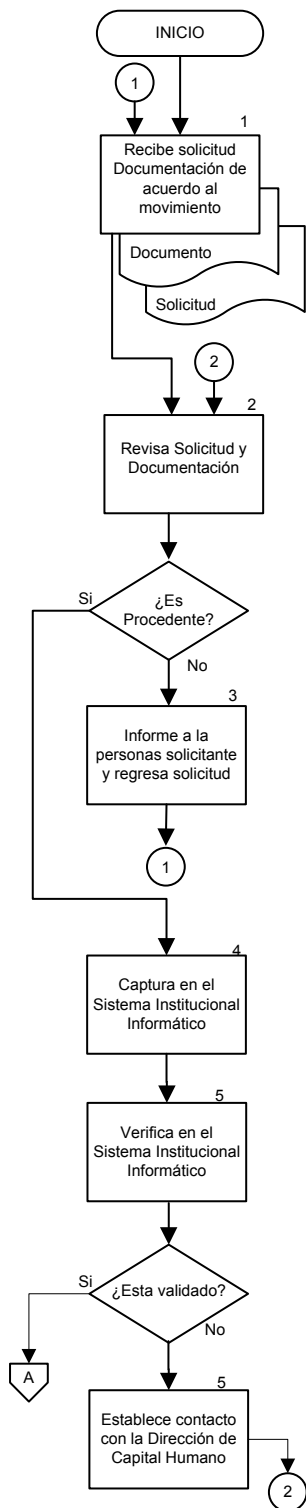 INICIO
1
1
Recibe solicitud
Documentación de
acuerdo al
movimiento
Documento
Solicitud
2
2
Revisa Solicitud y
Documentación
Si
¿Es
Procedente?
No
3
Informe a la
personas solicitante
y regresa solicitud
1
4
Captura en el
Sistema Institucional
Informático
5
Verifica en el
Sistema Institucional
Informático
Si
¿Esta validado?
No
A
5
Establece contacto
con la Dirección de
Capital Humano
2